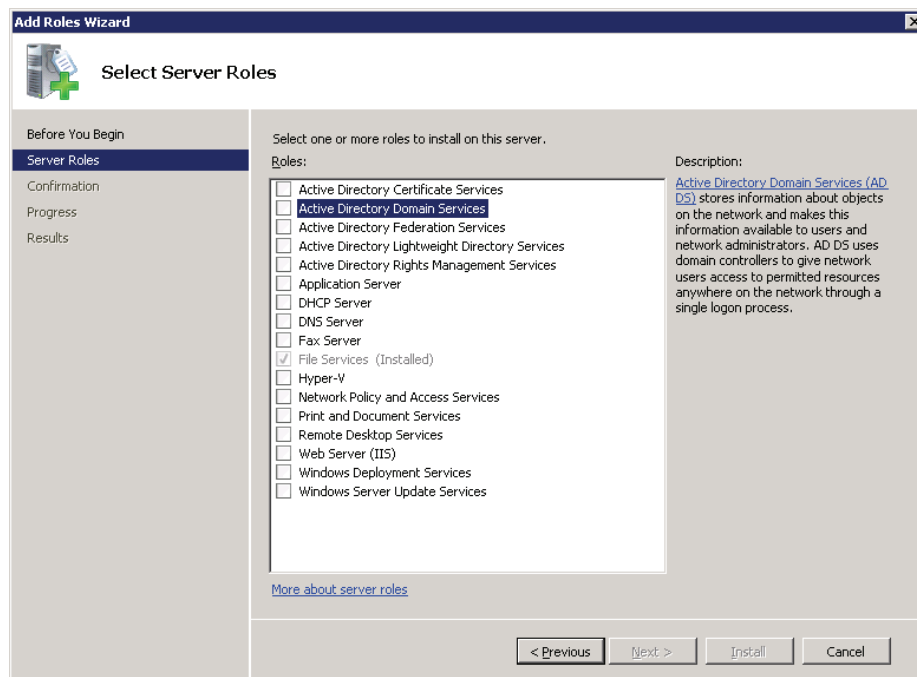 Add Roles Wizard
Select Server Roles
Before You Begin
Server Roles
Confirmation
Progress
Results
Select one or more roles to install on this server.
Roles:
Active Directory Certificate Services
Active Directory Domain Services
Active Directory Federation Services
Active Directory Lightweight Directory Services
Active Directory Rights Management Services
Application Server
DHCP Server
DNS Server
Fax Server
File Services (Installed)
Hyper-V
Network Policy and Access Services
Print and Document Services
Remote Desktop Services
Web Server (IIS)
Windows Deployment Services
Windows Server Update Services
More about server roles
Description:
Active Directory Domain Services (AD
DS) stores information about objects
on the network and makes this
information available to users and
network administrators. AD DS uses
domain controllers to give network
users access to permitted resources
anywhere on the network through a
single logon process.
< Previous
Next >
Install
Cancel